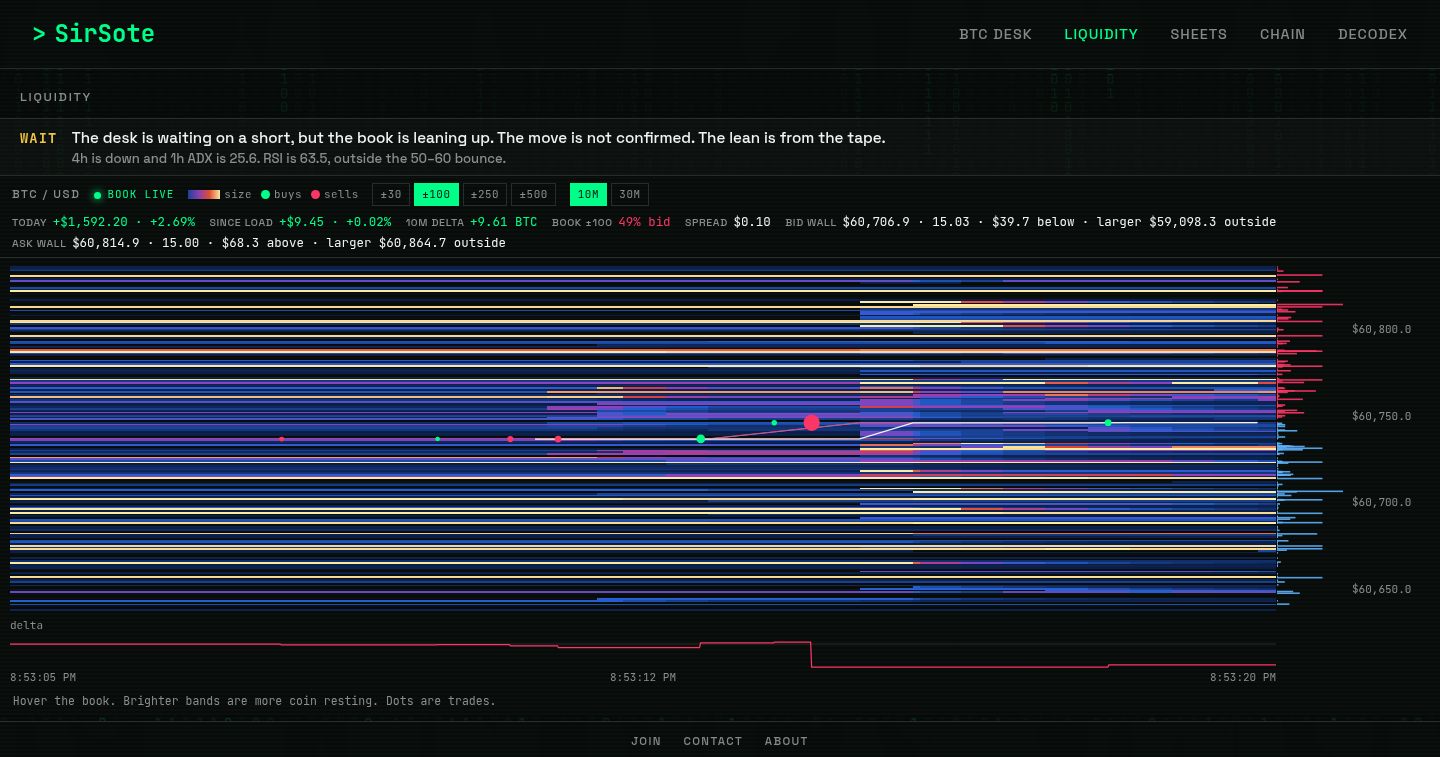 > SirSote
BTC DESK LIQUIDITY SHEETS CHAIN DECODEX
LIQUIDITY
WAIT The desk is waiting on a short, but the book is leaning up. The move is not confirmed. The lean is from the tape.
4h is down and 1h ADX is 25.6. RSI is 63.5, outside the 50–60 bounce.
BTC / USD BOOK LIVE size buys sells ±30 ±100 ±250 ±500 10M 30M
TODAY +$1,592.20 · +2.69% SINCE LOAD +$9.45 · +0.02% 10M DELTA +9.61 BTC BOOK ±100 49% bid SPREAD $0.10 BID WALL $60,706.9 · 15.03 · $39.7 below · larger $59,098.3 outside
ASK WALL $60,814.9 · 15.00 · $68.3 above · larger $60,864.7 outside
$60,800.0
$60,750.0
$60,700.0
$60,650.0
delta
8:53:05 PM 8:53:12 PM 8:53:20 PM
Hover the book. Brighter bands are more coin resting. Dots are trades.
JOIN CONTACT ABOUT